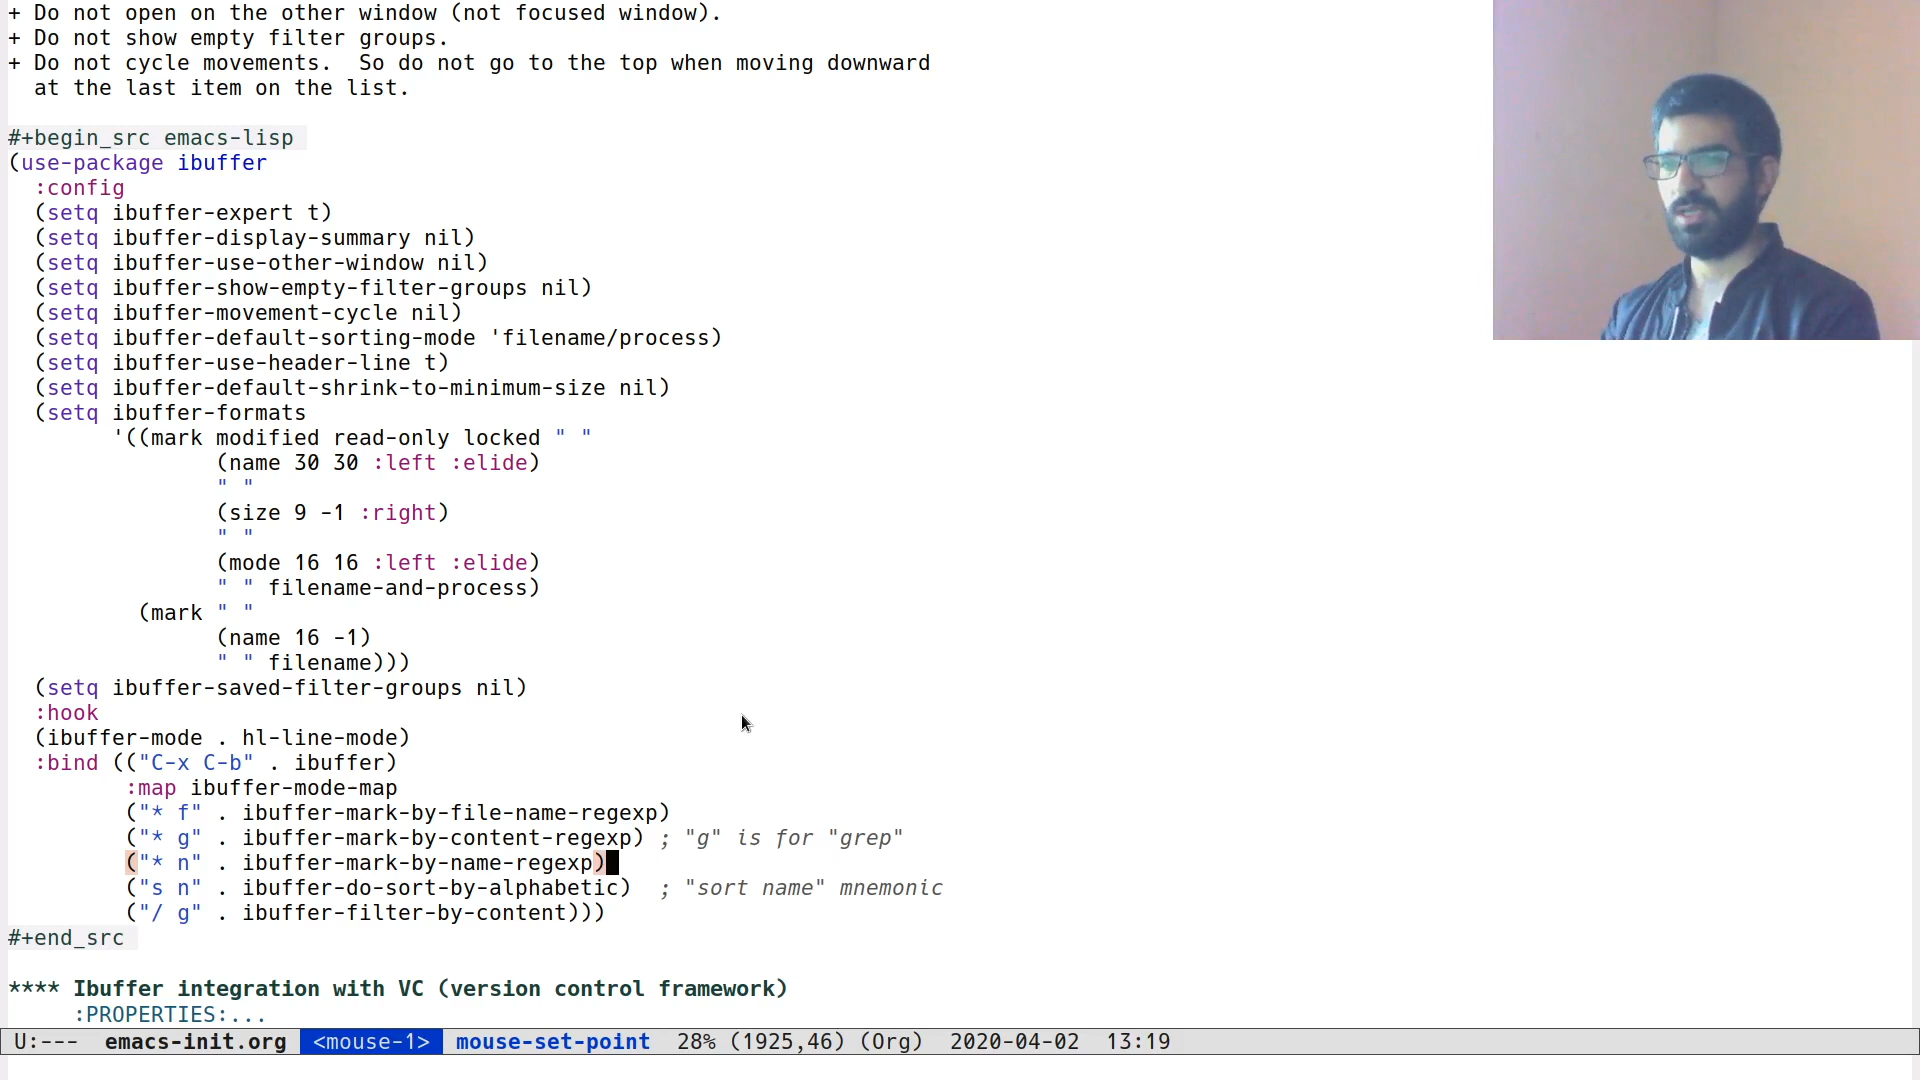 + Do not open on the other window (not focused window).
+ Do not show empty filter groups.
+ Do not cycle movements.  So do not go to the top when moving downward
  at the last item on the list.
#+begin_src emacs-lisp
(use-package ibuffer
  :config
  (setq ibuffer-expert t)
  (setq ibuffer-display-summary nil)
  (setq ibuffer-use-other-window nil)
  (setq ibuffer-show-empty-filter-groups nil)
  (setq ibuffer-movement-cycle nil)
  (setq ibuffer-default-sorting-mode 'filename/process)
  (setq ibuffer-use-header-line t)
  (setq ibuffer-default-shrink-to-minimum-size nil)
  (setq ibuffer-formats
        '((mark modified read-only locked " "
                (name 30 30 :left :elide)
                " "
                (size 9 -1 :right)
                " "
                (mode 16 16 :left :elide)
                " " filename-and-process)
          (mark " "
                (name 16 -1)
                " " filename)))
  (setq ibuffer-saved-filter-groups nil)
  :hook
  (ibuffer-mode . hl-line-mode)
  :bind (("C-x C-b" . ibuffer)
         :map ibuffer-mode-map
         ("* f" . ibuffer-mark-by-file-name-regexp)
         ("* g" . ibuffer-mark-by-content-regexp) ; "g" is for "grep"
         ("* n" . ibuffer-mark-by-name-regexp)
         ("s n" . ibuffer-do-sort-by-alphabetic)  ; "sort name" mnemonic
         ("/ g" . ibuffer-filter-by-content)))
#+end_src
**** Ibuffer integration with VC (version control framework)
     :PROPERTIES:...
U:---  emacs-init.org  <mouse-1>  mouse-set-point  28% (1925,46) (Org)  2020-04-02  13:19